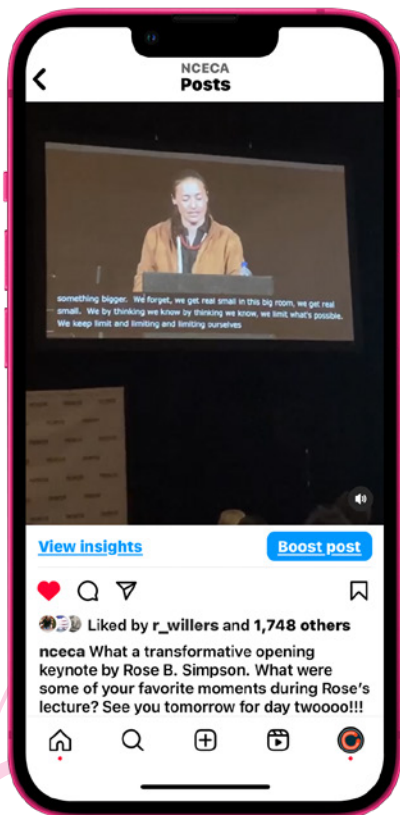 NCECA
Posts
something bigger. We forget, we get real small in this big room, we get real
small. We by thinking we know by thinking we know, we limit what's possible.
We keep limit and limiting and limiting ourselves
View insights
Boost post
Liked by r_willers and 1,748 others
nceca What a transformative opening
keynote by Rose B. Simpson. What were
some of your favorite moments during Rose's
lecture? See you tomorrow for day twoooo!!!